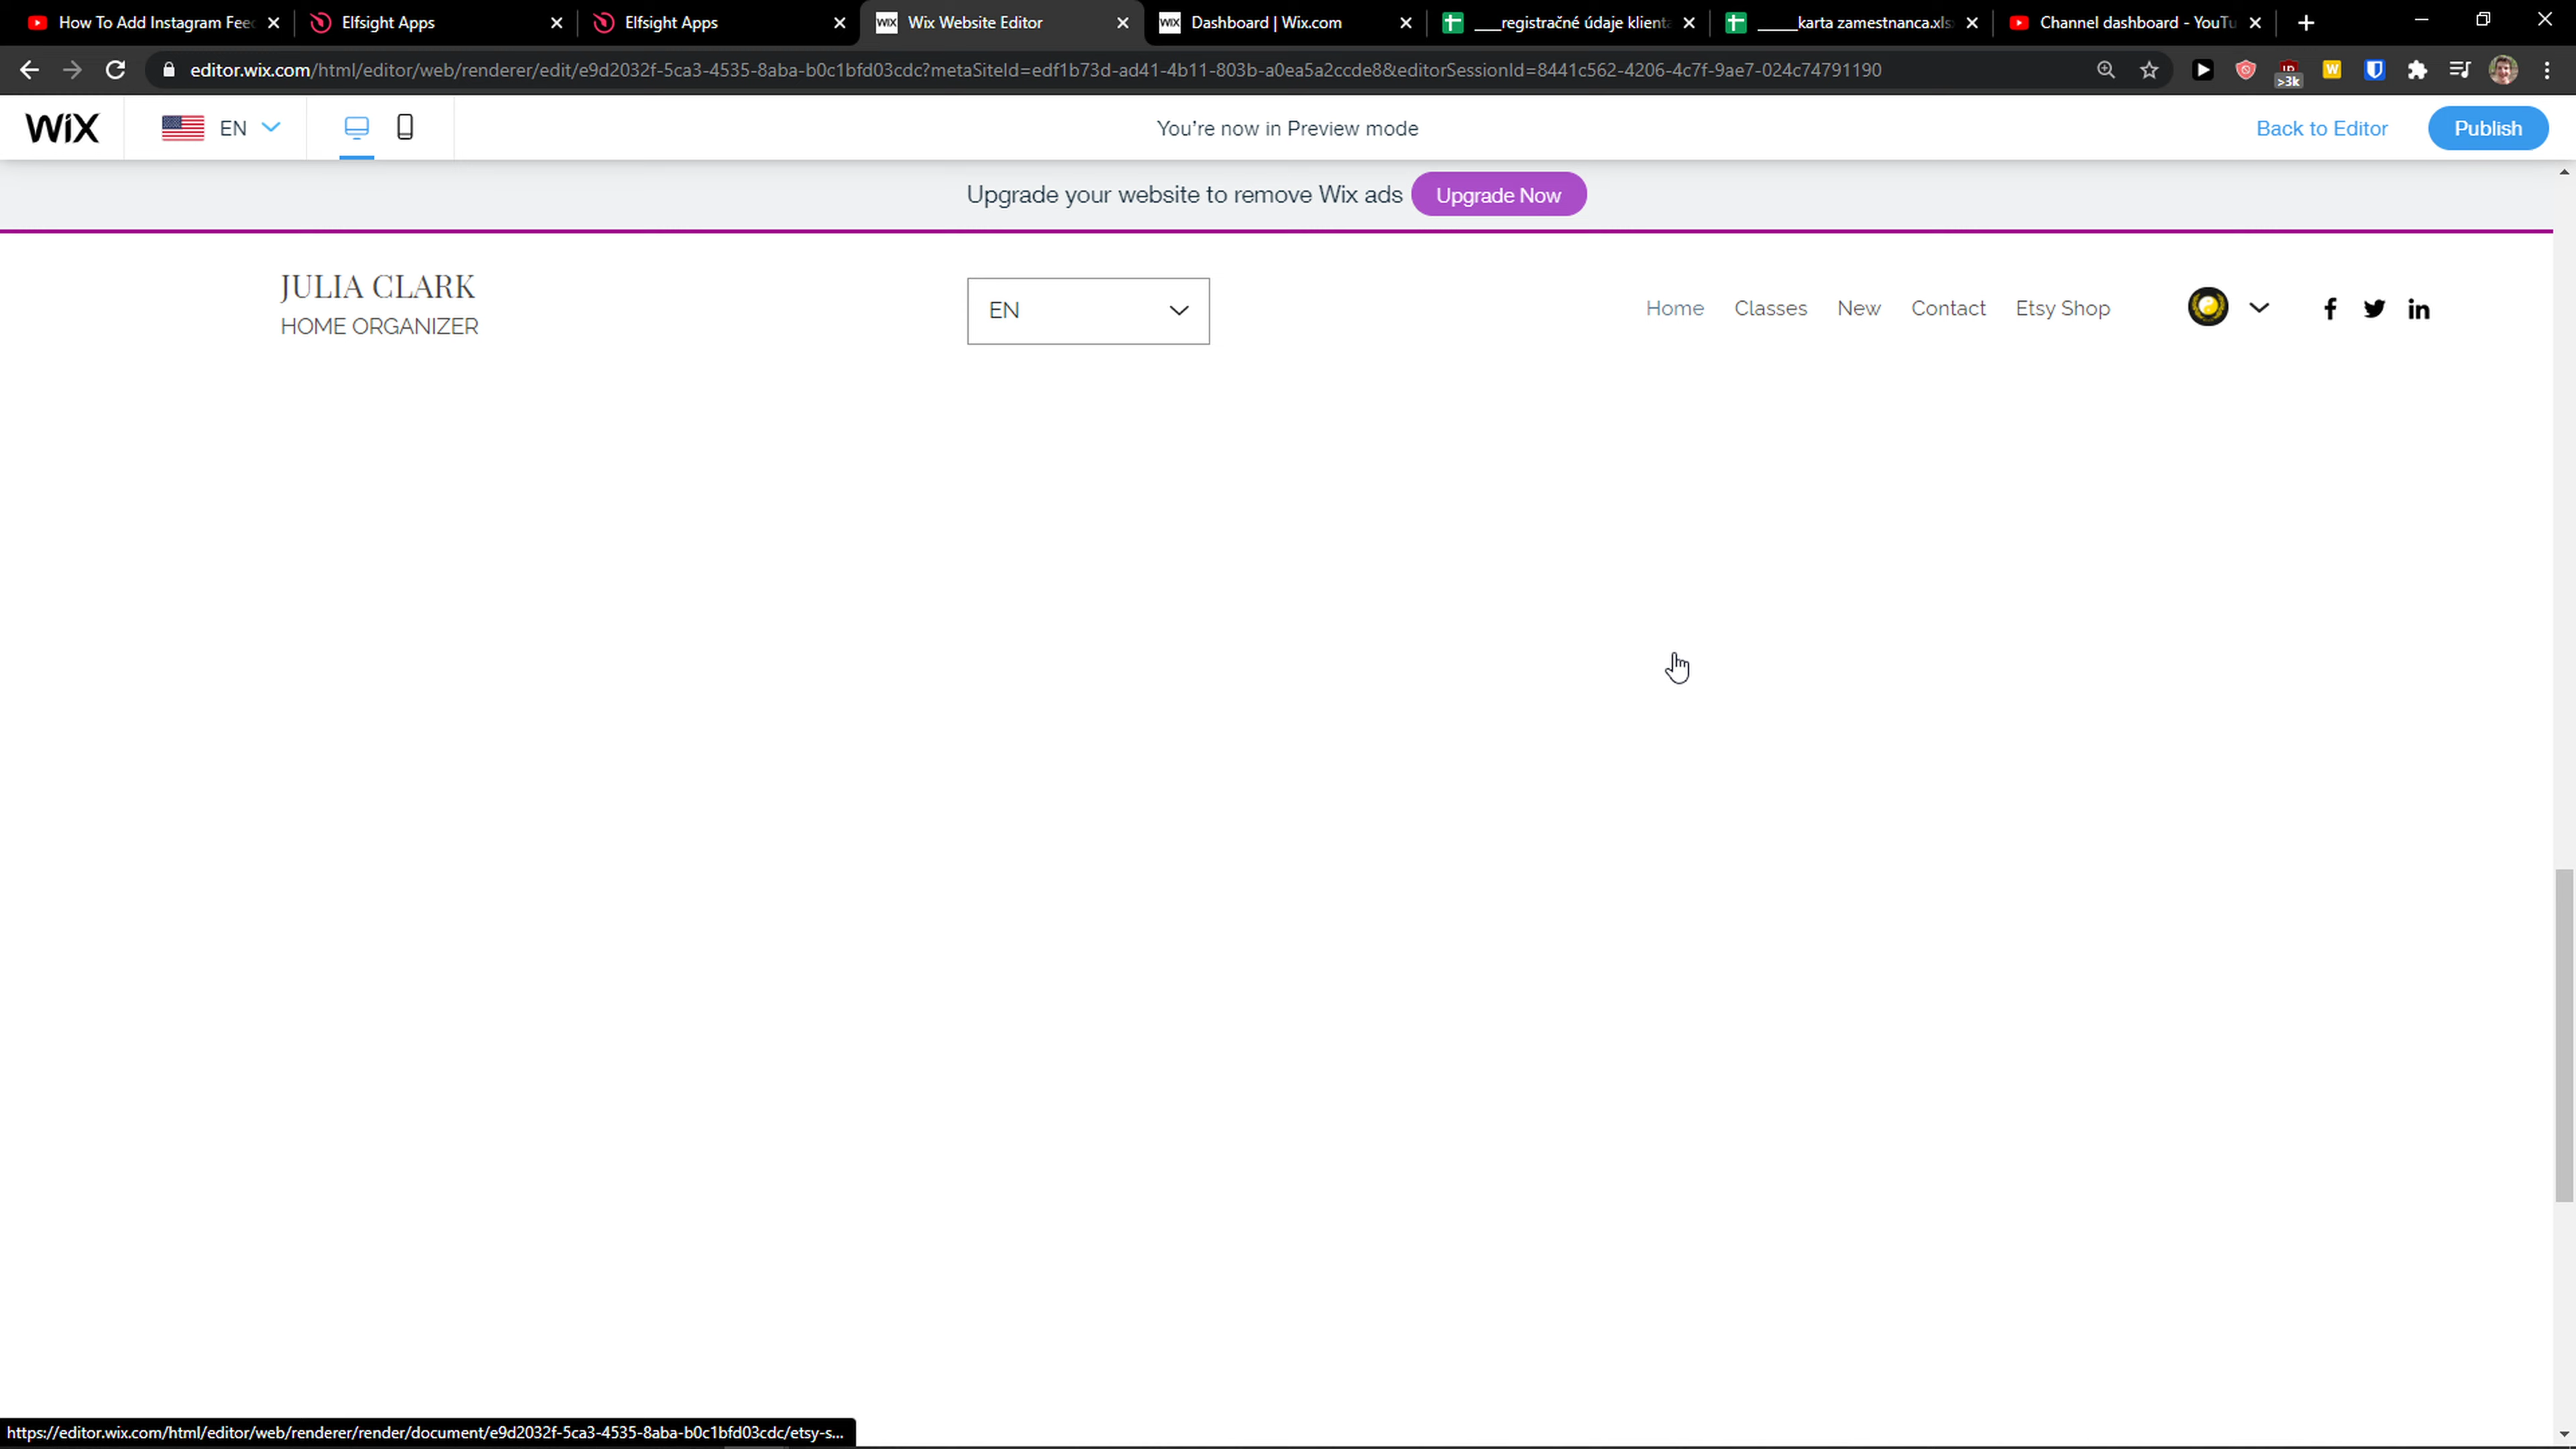 How To Add Instagram Fee
Elfsight Apps
Elfsight Apps
WIX Wix Website Editor
WIX Dashboard | Wix.com
___registračné údaje klienta
_____karta zamestnanca.xls
Channel dashboard - YouTu
editor.wix.com/html/editor/web/renderer/edit/e9d2032f-5ca3-4535-8aba-b0c1bfd03cdc?metaSiteId=edf1b73d-ad41-4b11-803b-a0ea5a2ccde8&editorSessionId=8441c562-4206-4c7f-9ae7-024c74791190
>3k
W
WiX
EN
You're now in Preview mode
Back to Editor
Publish
Upgrade your website to remove Wix ads
Upgrade Now
JULIA CLARK
HOME ORGANIZER
EN
Home
Classes
New
Contact
Etsy Shop
https://editor.wix.com/html/editor/web/renderer/render/document/e9d2032f-5ca3-4535-8aba-b0c1bfd03cdc/etsy-s...